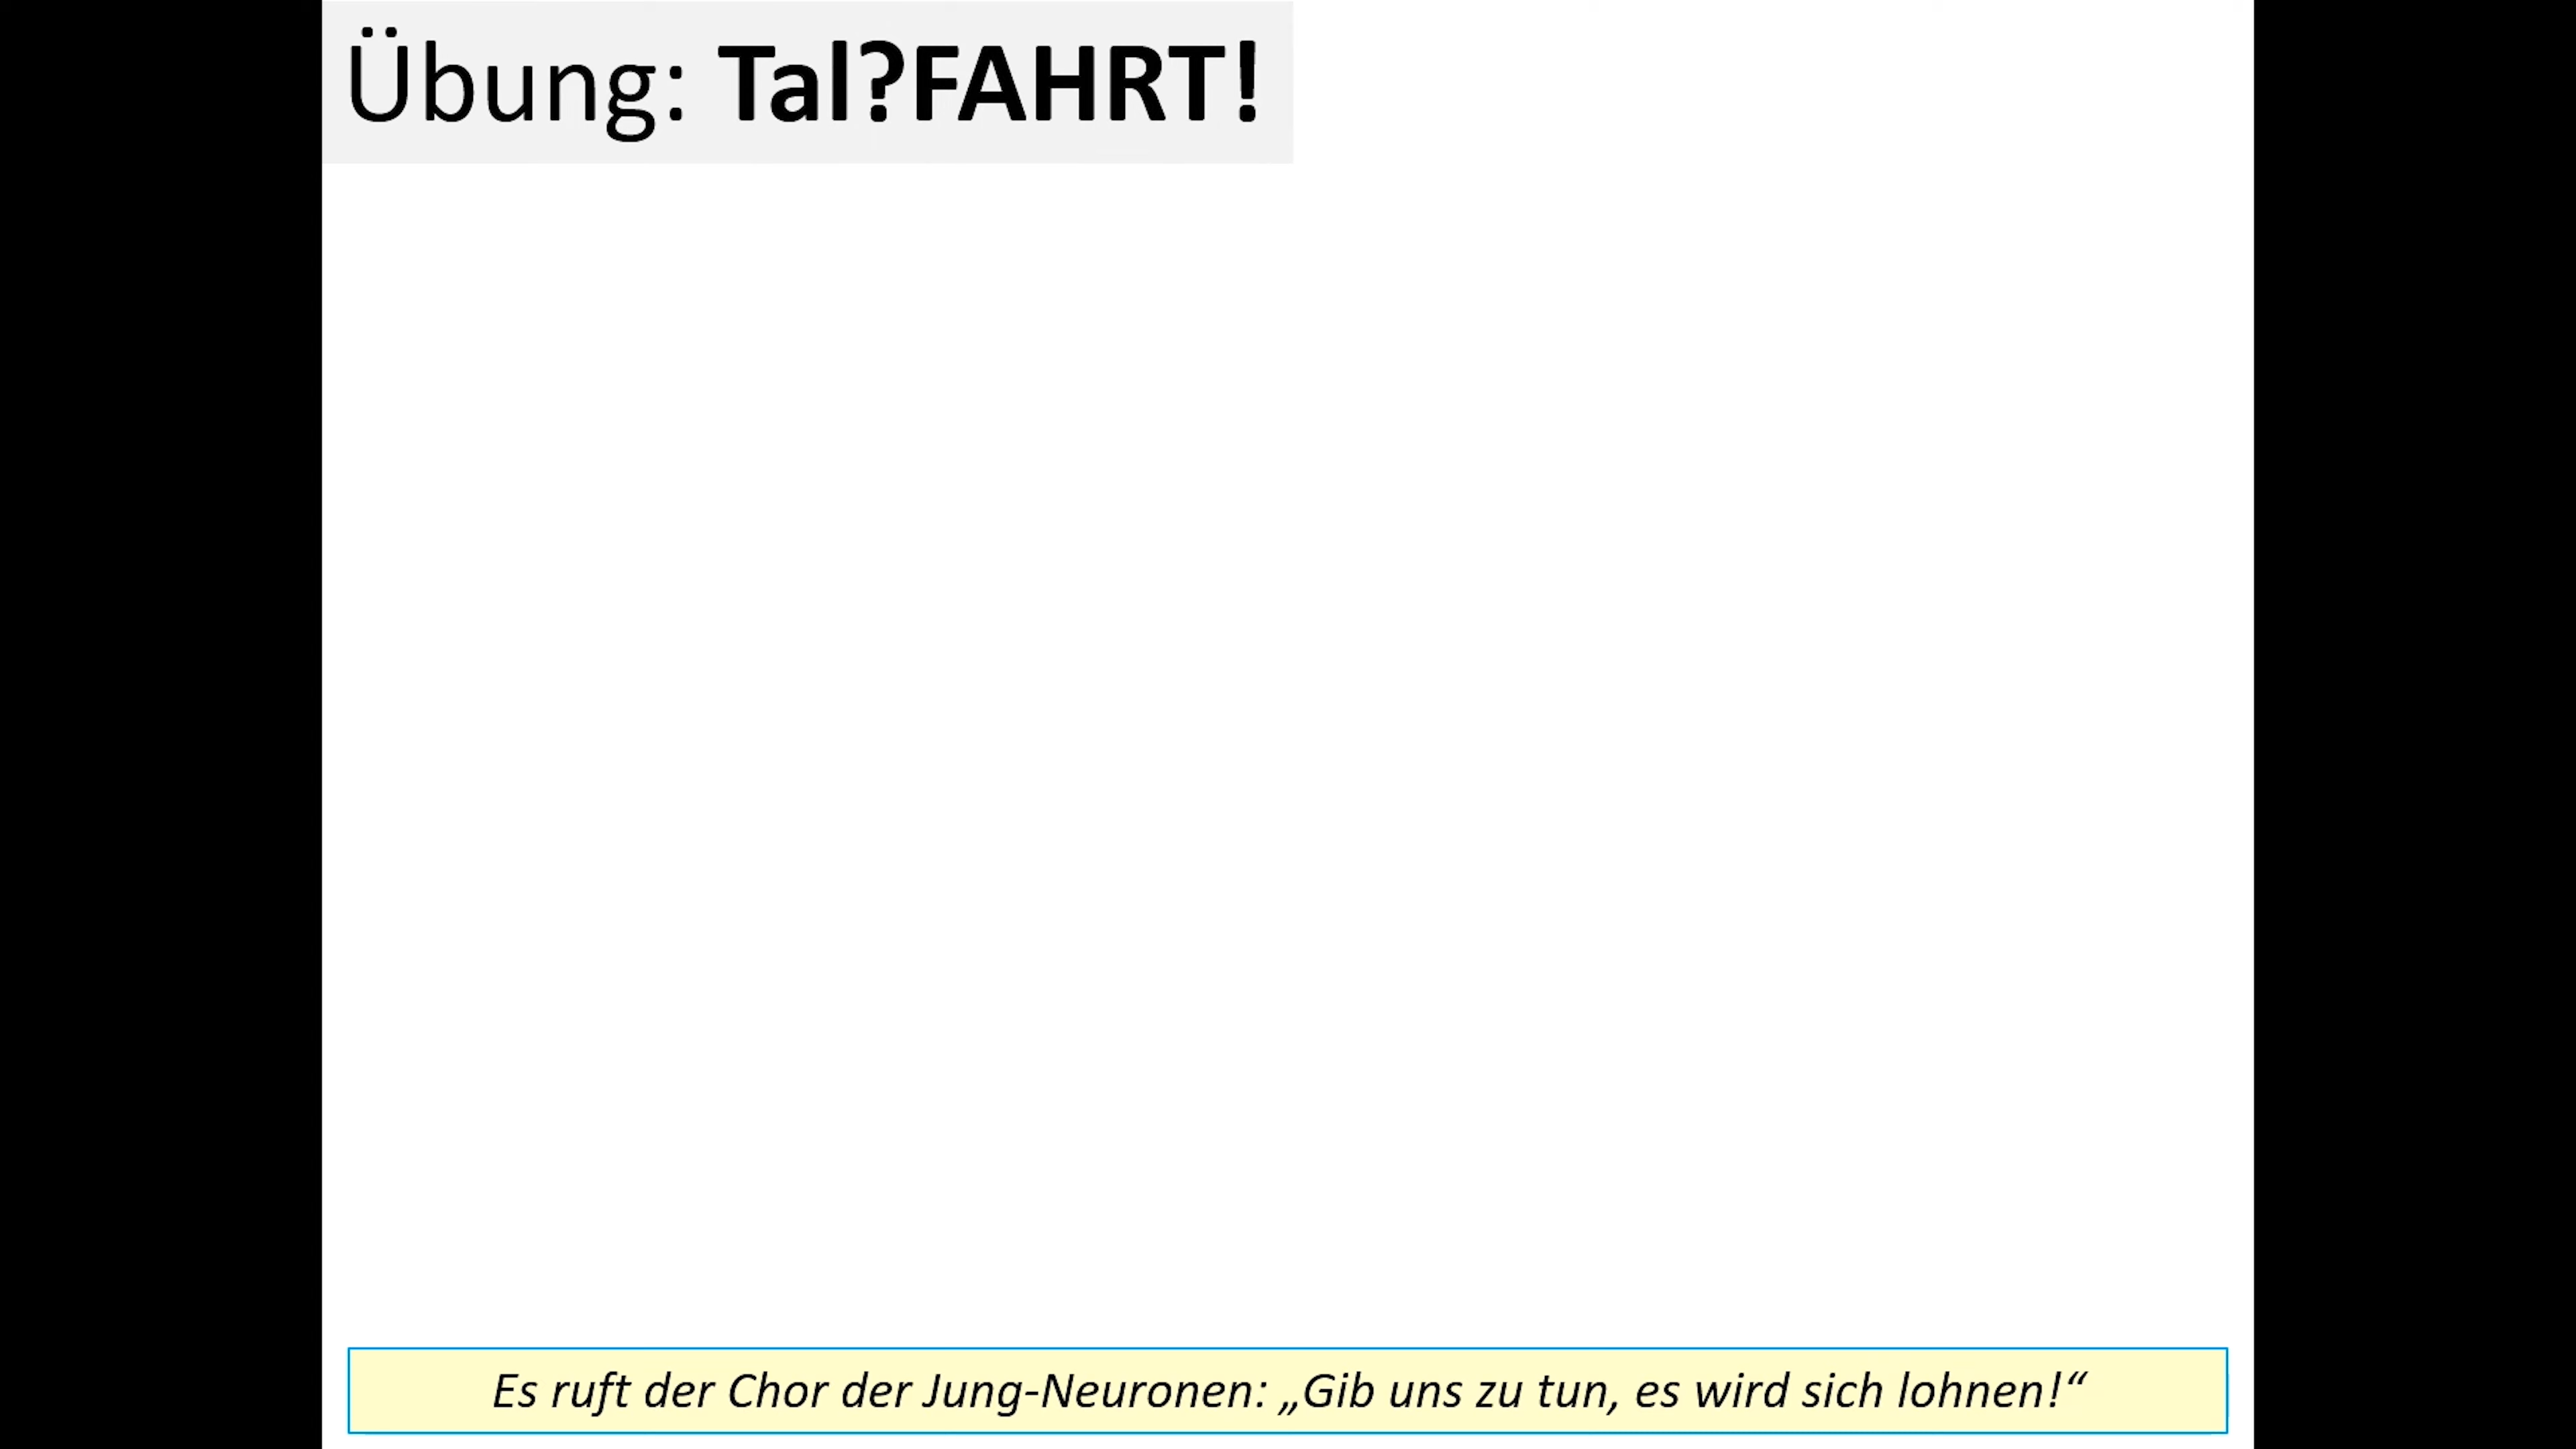 Übung: Tal?FAHRT!
Es ruft der Chor der Jung-Neuronen: „Gib uns zu tun, es wird sich lohnen!“